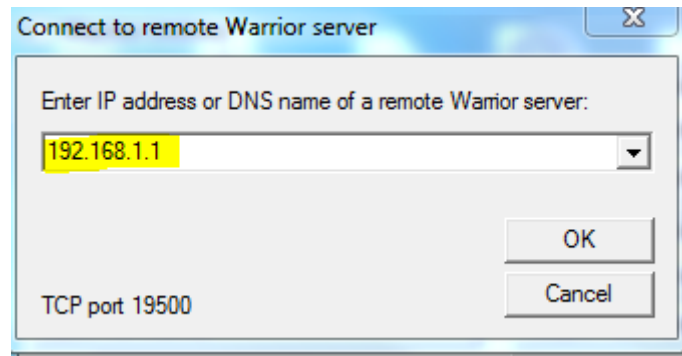 Connect to remote Warrior server
Enter IP address or DNS name of a remote Warrior server:
192.168.1.1
OK
TCP port 19500
Cancel